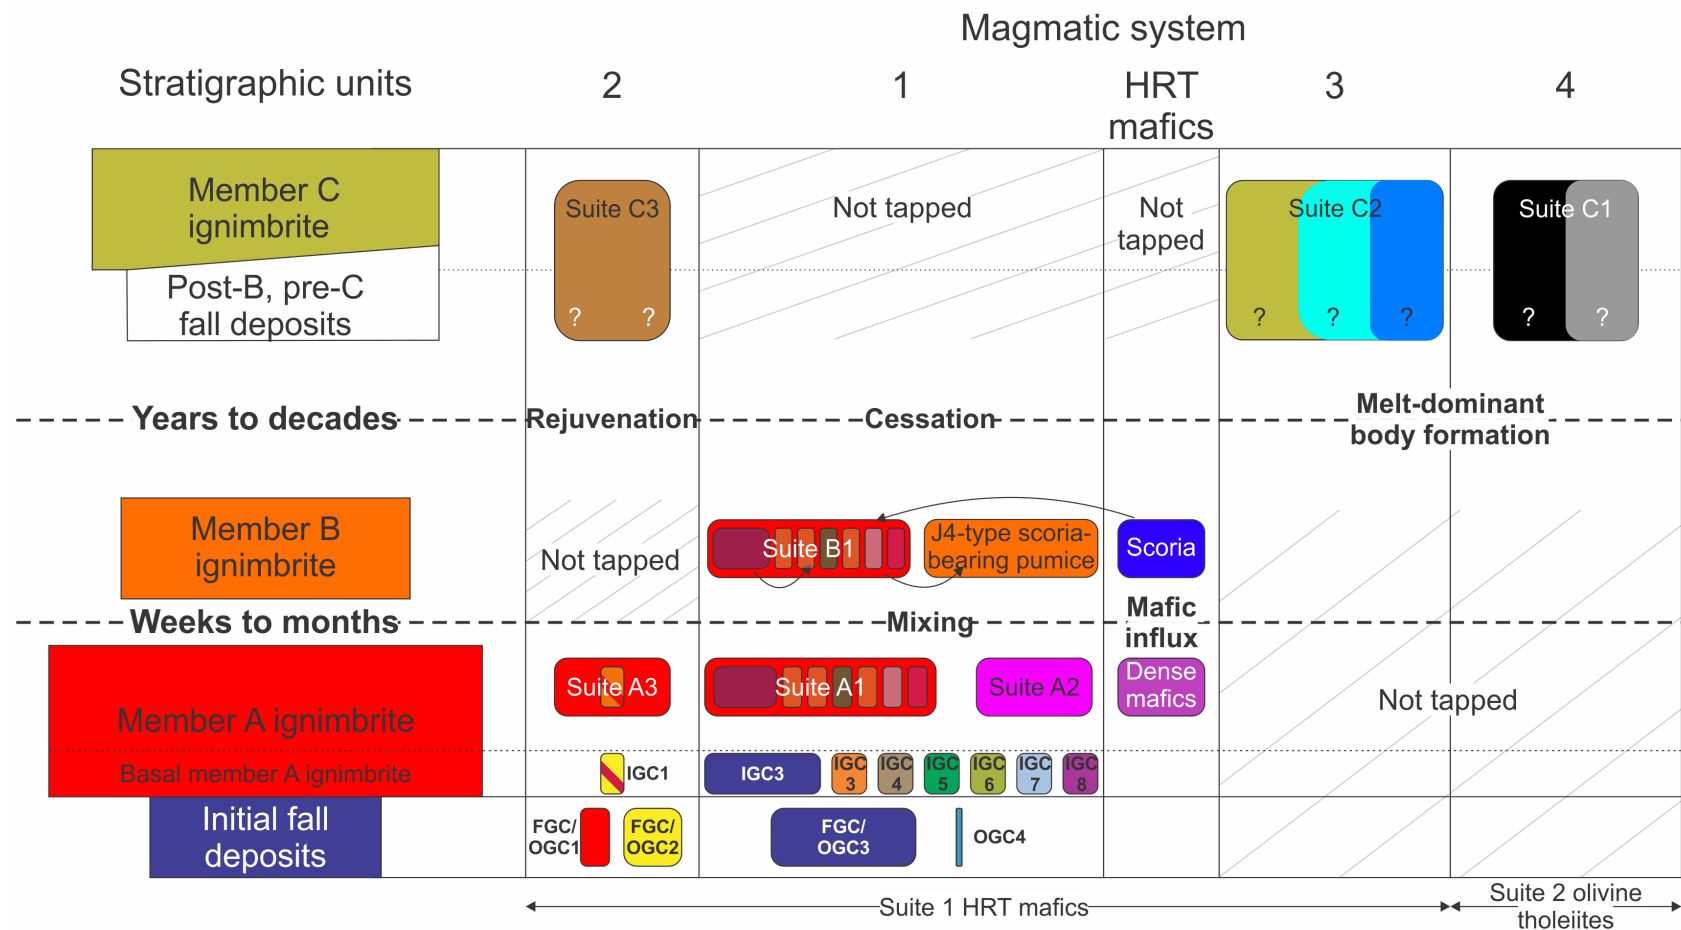 Magmatic system
Stratigraphic units
2
1
HRT
mafics
3
4
Member C
ignimbrite
Post-B, pre-C
fall deposits
Suite C3
? ?
Not tapped
Not
tapped
Suite C2
? ? ?
Suite C1
? ?
Years to decades
Rejuvenation
Cessation
Melt-dominant
body formation
Member B
ignimbrite
Not tapped
Suite B1
J4-type scoria-
bearing pumice
Scoria
Weeks to months
Mixing
Mafic
influx
Member A ignimbrite
Suite A3
Suite A1
Suite A2
Dense
mafics
Not tapped
Basal member A ignimbrite
IGC1
IGC3
IGC
3
IGC
4
IGC
5
IGC
6
IGC
7
IGC
8
Initial fall
deposits
FGC/
OGC1
FGC/
OGC2
FGC/
OGC3
OGC4
Suite 1 HRT mafics
Suite 2 olivine
tholeiites